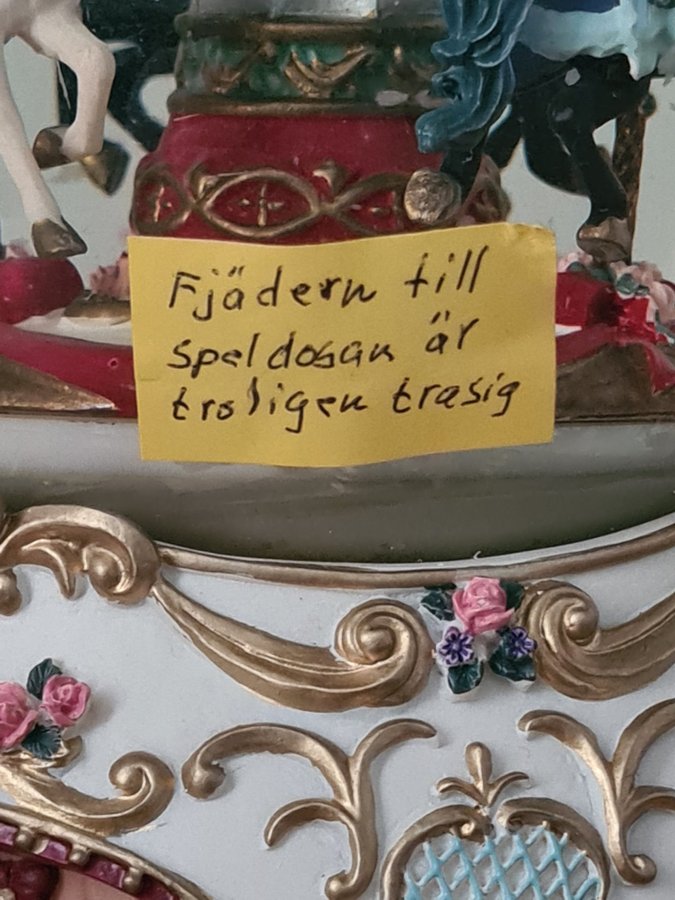 Fjädern till
speldosan är
troligen trasig